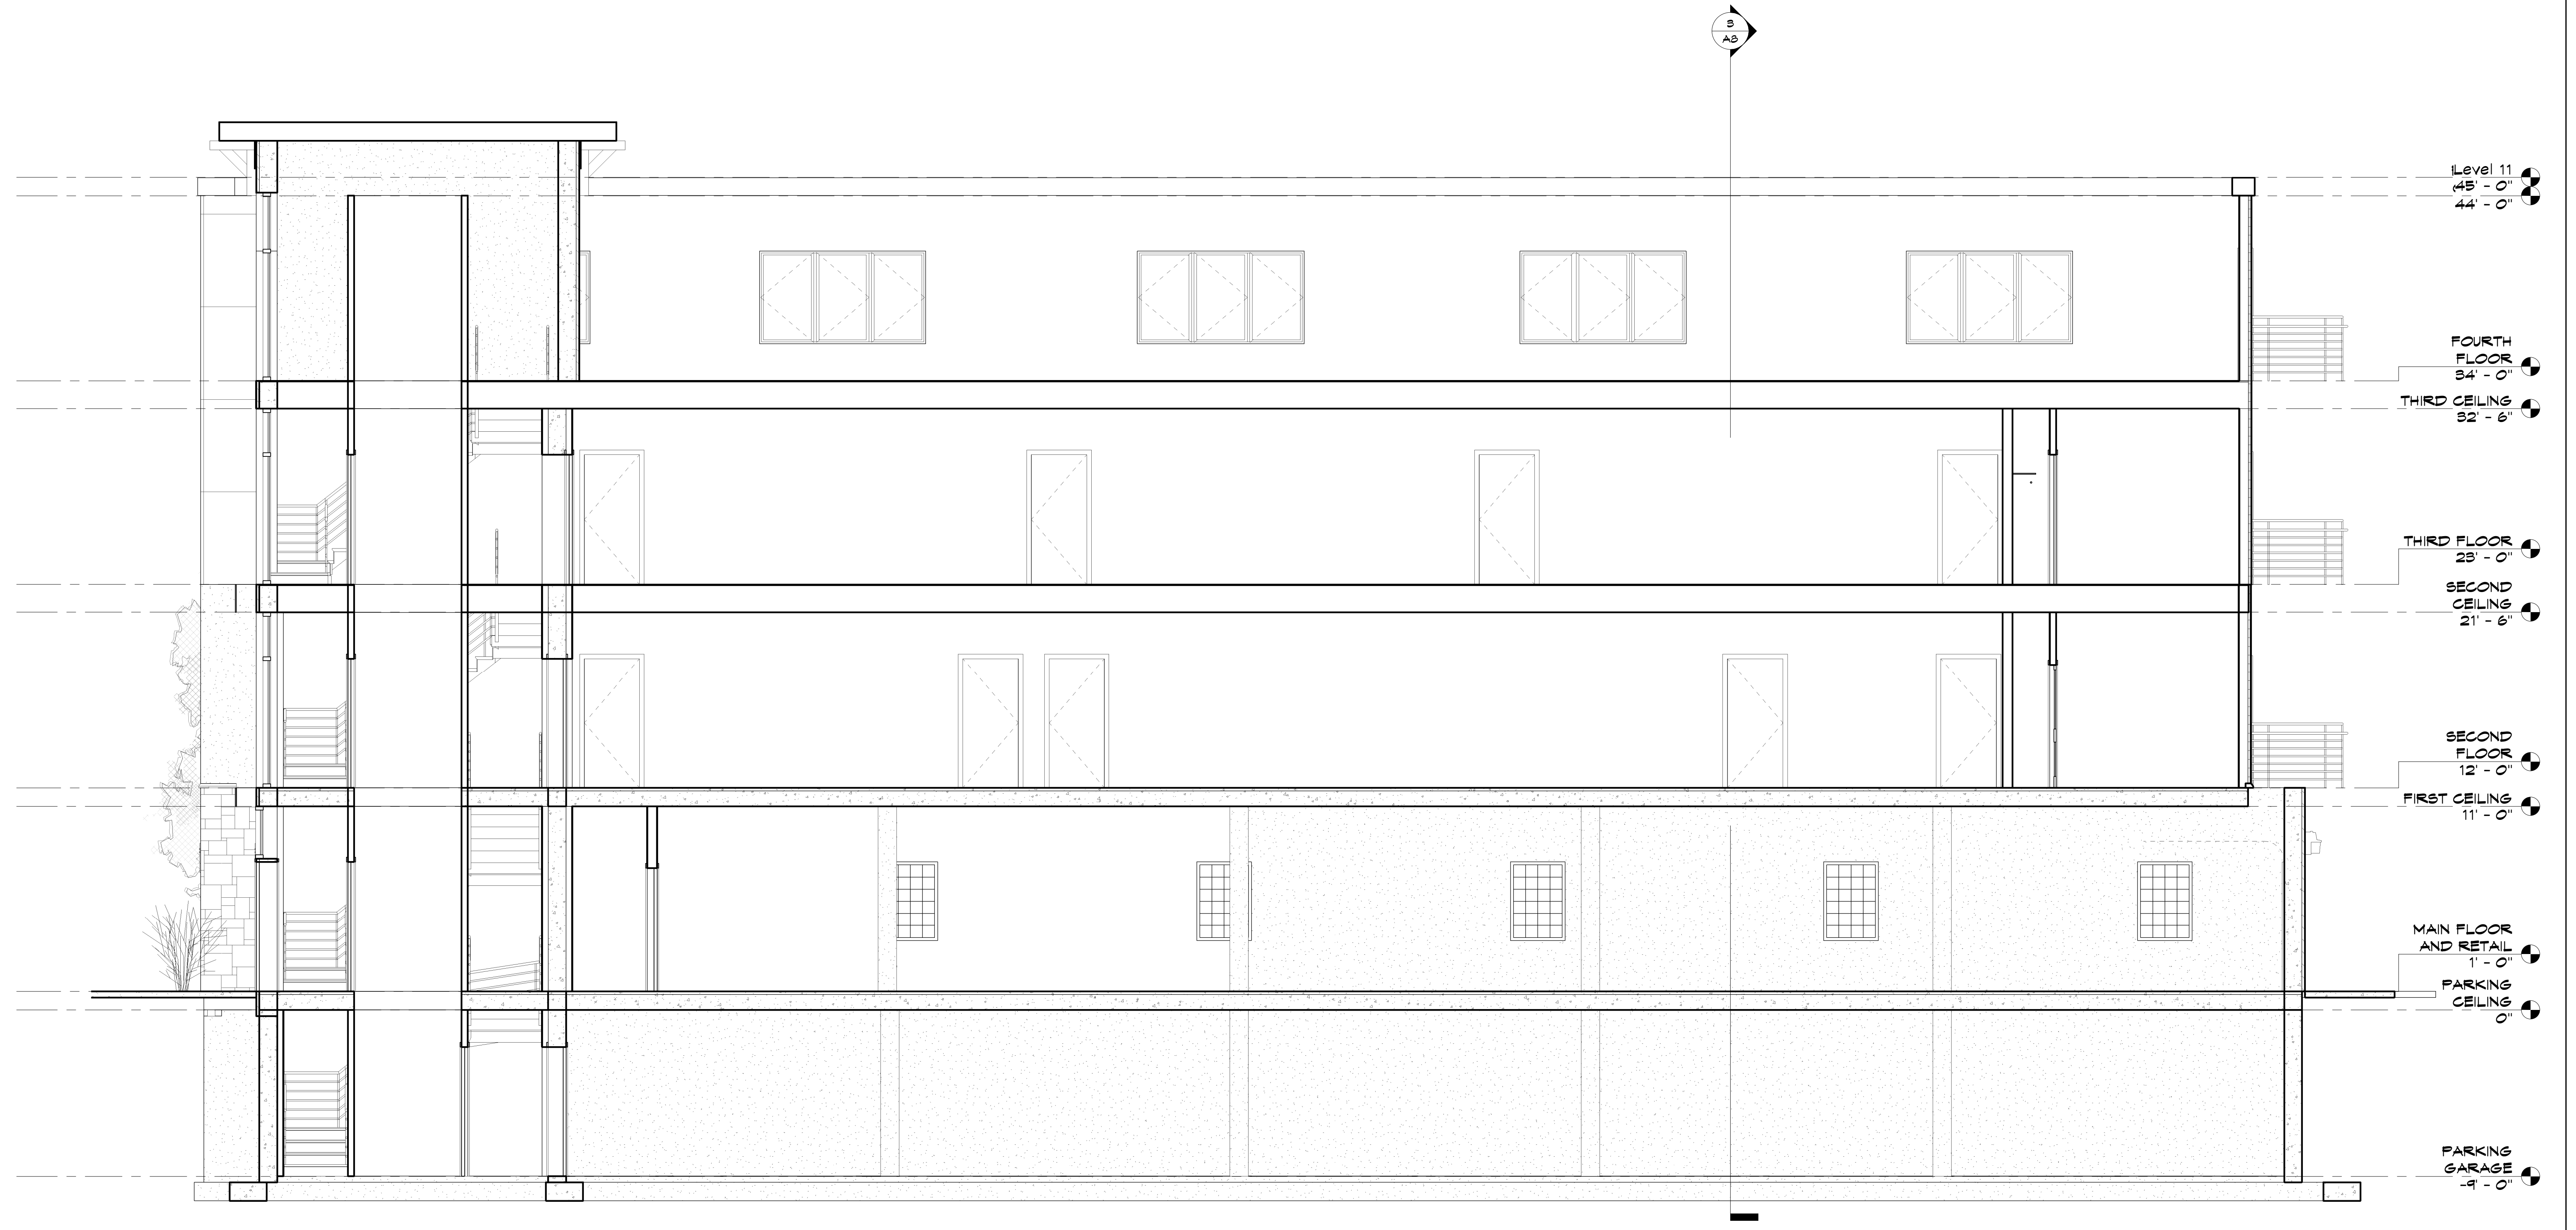 3
A8
Level 11
45' - 0"
44' - 0"
FOURTH
FLOOR
34' - 0"
THIRD CEILING
32' - 6"
THIRD FLOOR
23' - 0"
SECOND
CEILING
21' - 6"
SECOND
FLOOR
12' - 0"
FIRST CEILING
11' - 0"
MAIN FLOOR
AND RETAIL
1' - 0"
PARKING
CEILING
0"
PARKING
GARAGE
-9' - 0"